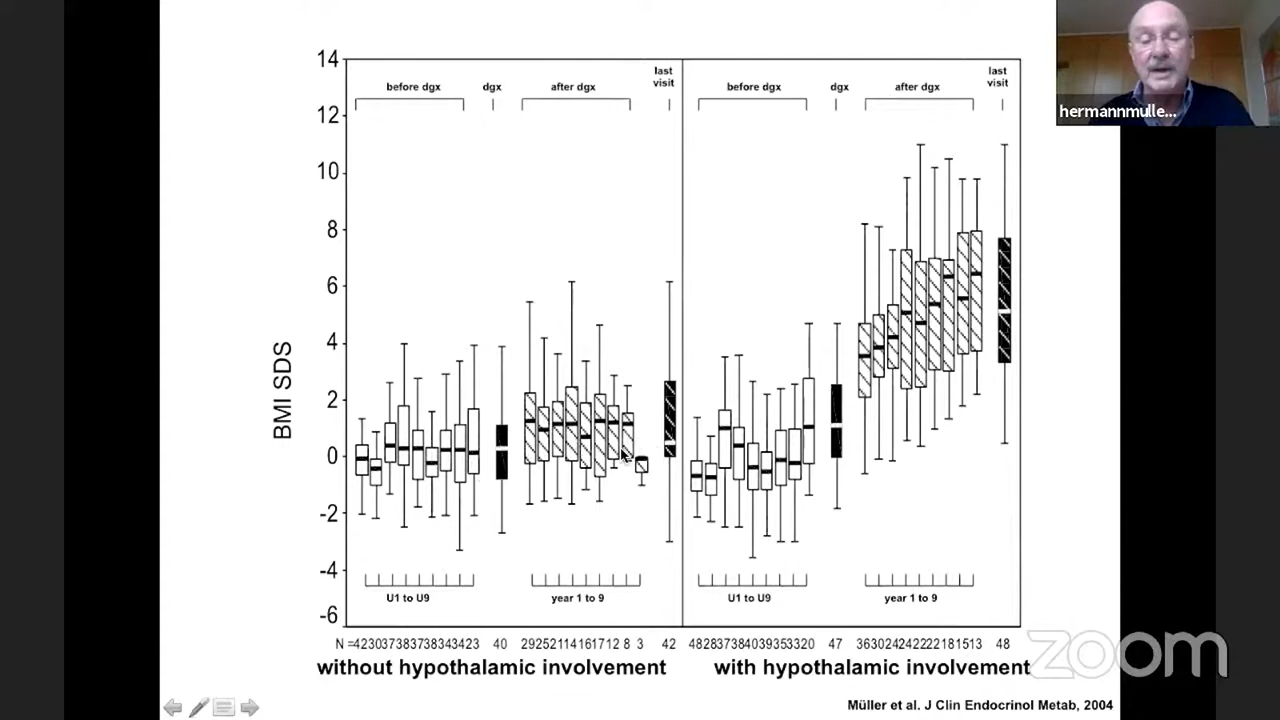 hermannmulle...
14
12
10
8
6
4
2
0
-2
-4
-6
BMI SDS
before dgx
dgx
after dgx
last
visit
before dgx
dgx
after dgx
last
visit
U1 to U9
year 1 to 9
U1 to U9
year 1 to 9
N =423037383738343423 40 29252114161712 8 3 42 482837384039353320 47 363024242222181513 48
without hypothalamic involvement
with hypothalamic involvement
zoom
Müller et al. J Clin Endocrinol Metab, 2004